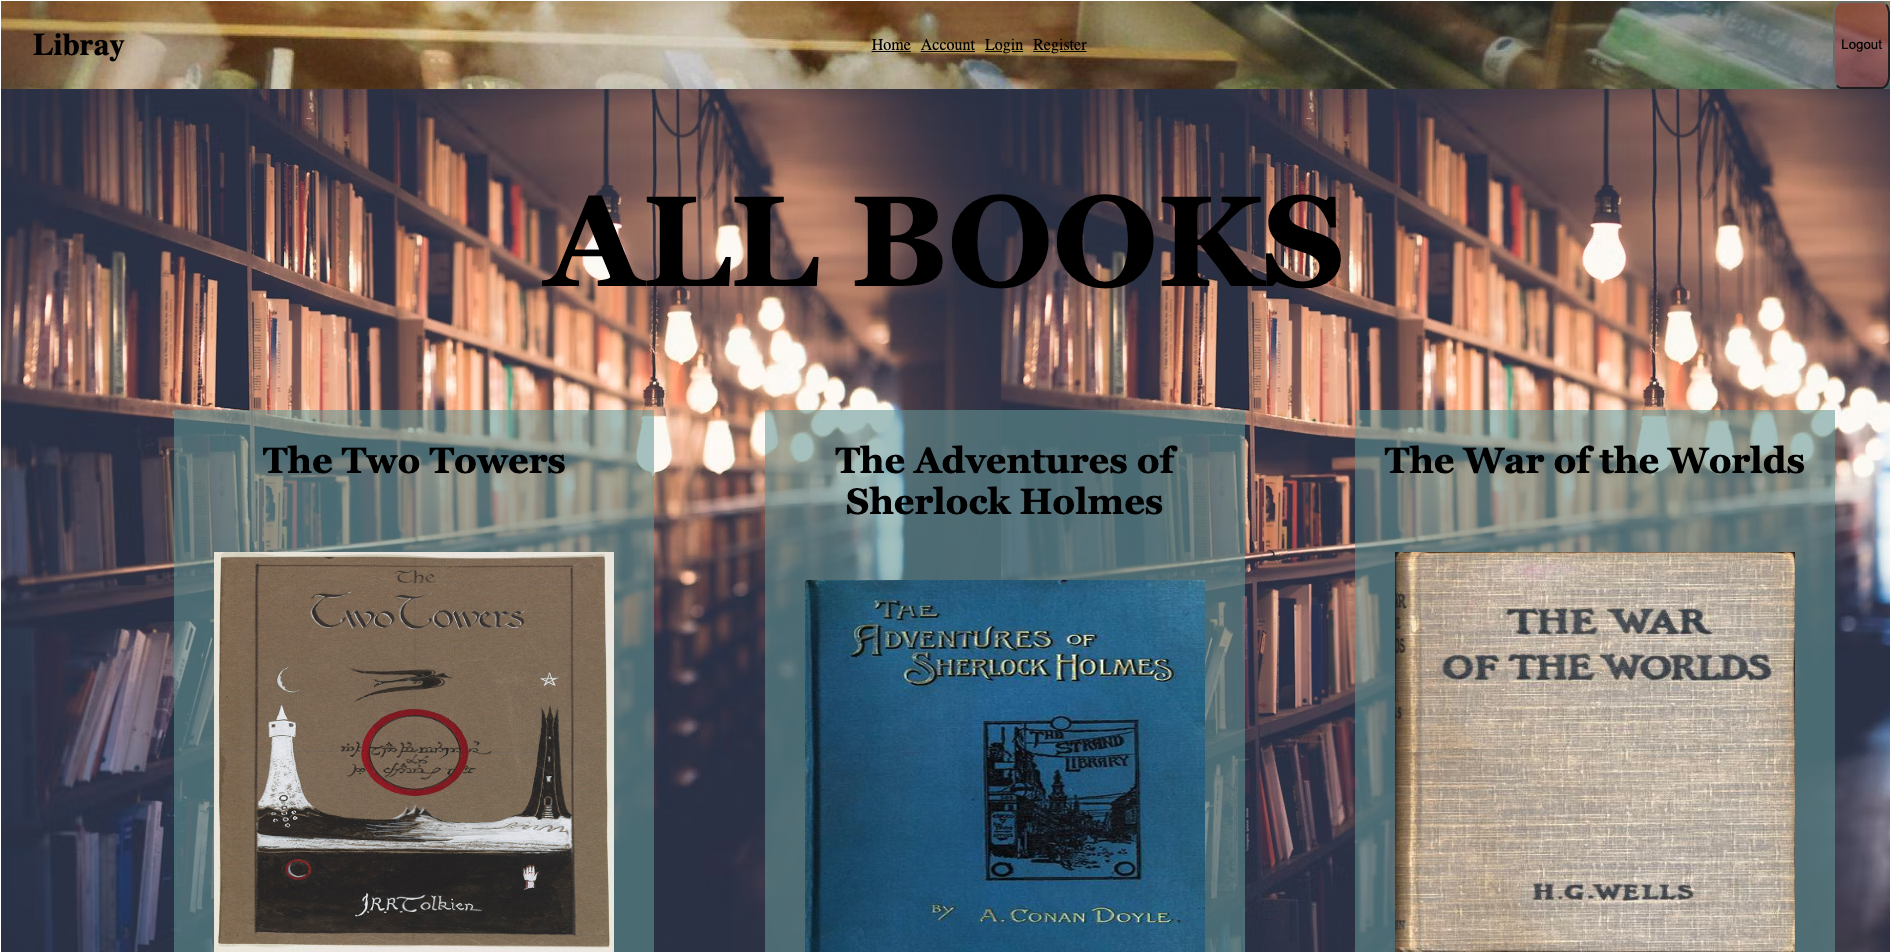 Libray
Home Account Login Register
Logout
ALL BOOKS
The Two Towers
The Adventures of
Sherlock Holmes
The War of the Worlds
The
Two Towers
J.R.R. Tolkien
THE
ADVENTURES OF
SHERLOCK HOLMES
THE
STRAND
LIBRARY
BY A. CONAN DOYLE.
THE WAR
OF THE WORLDS
H.G.WELLS